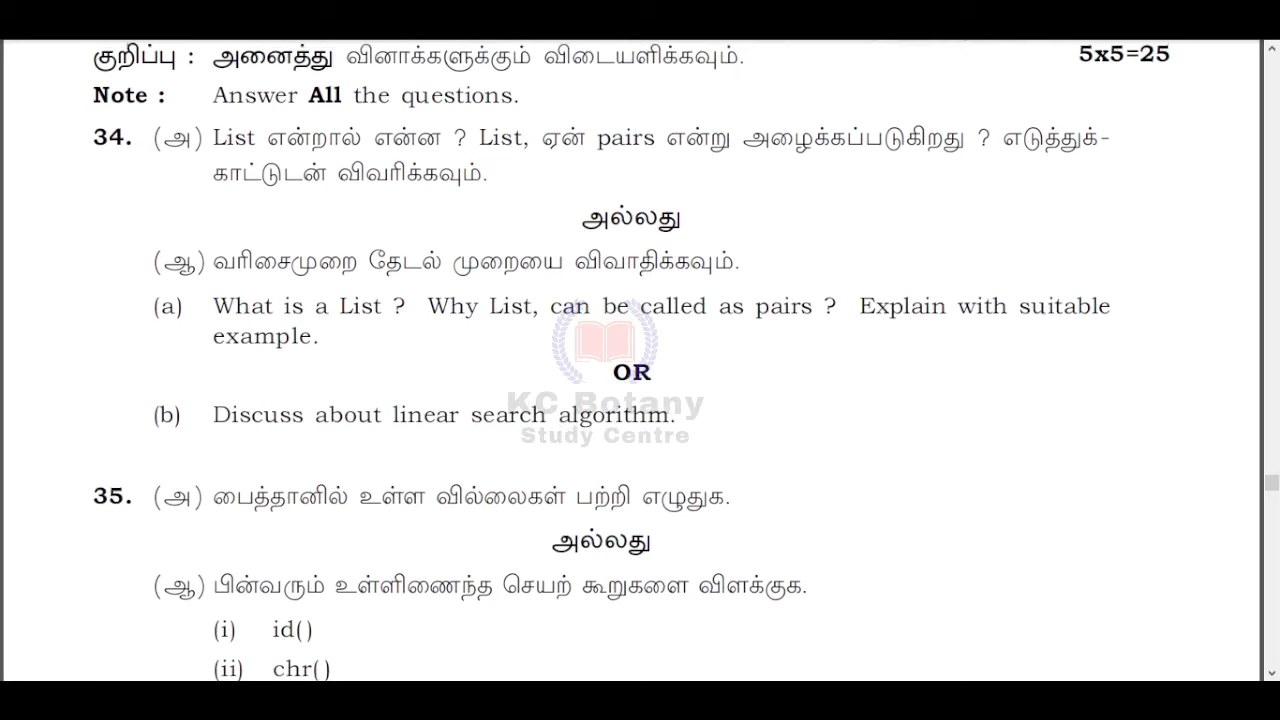 குறிப்பு : அனைத்து வினாக்களுக்கும் விடையளிக்கவும். 5x5=25
Note : Answer All the questions.
34. (அ) List என்றால் என்ன ? List, ஏன் pairs என்று அழைக்கப்படுகிறது ? எடுத்துக்-
காட்டுடன் விவரிக்கவும்.
அல்லது
(ஆ) வரிசைமுறை தேடல் முறையை விவாதிக்கவும்.
(a) What is a List ? Why List, can be called as pairs ? Explain with suitable
example.
OR
KC Botany
(b) Discuss about linear search algorithm.
Study Centre
35. (அ) பைத்தானில் உள்ள வில்லைகள் பற்றி எழுதுக.
அல்லது
(ஆ) பின்வரும் உள்ளிணைந்த செயற் கூறுகளை விளக்குக.
(i) id()
(ii) chr()